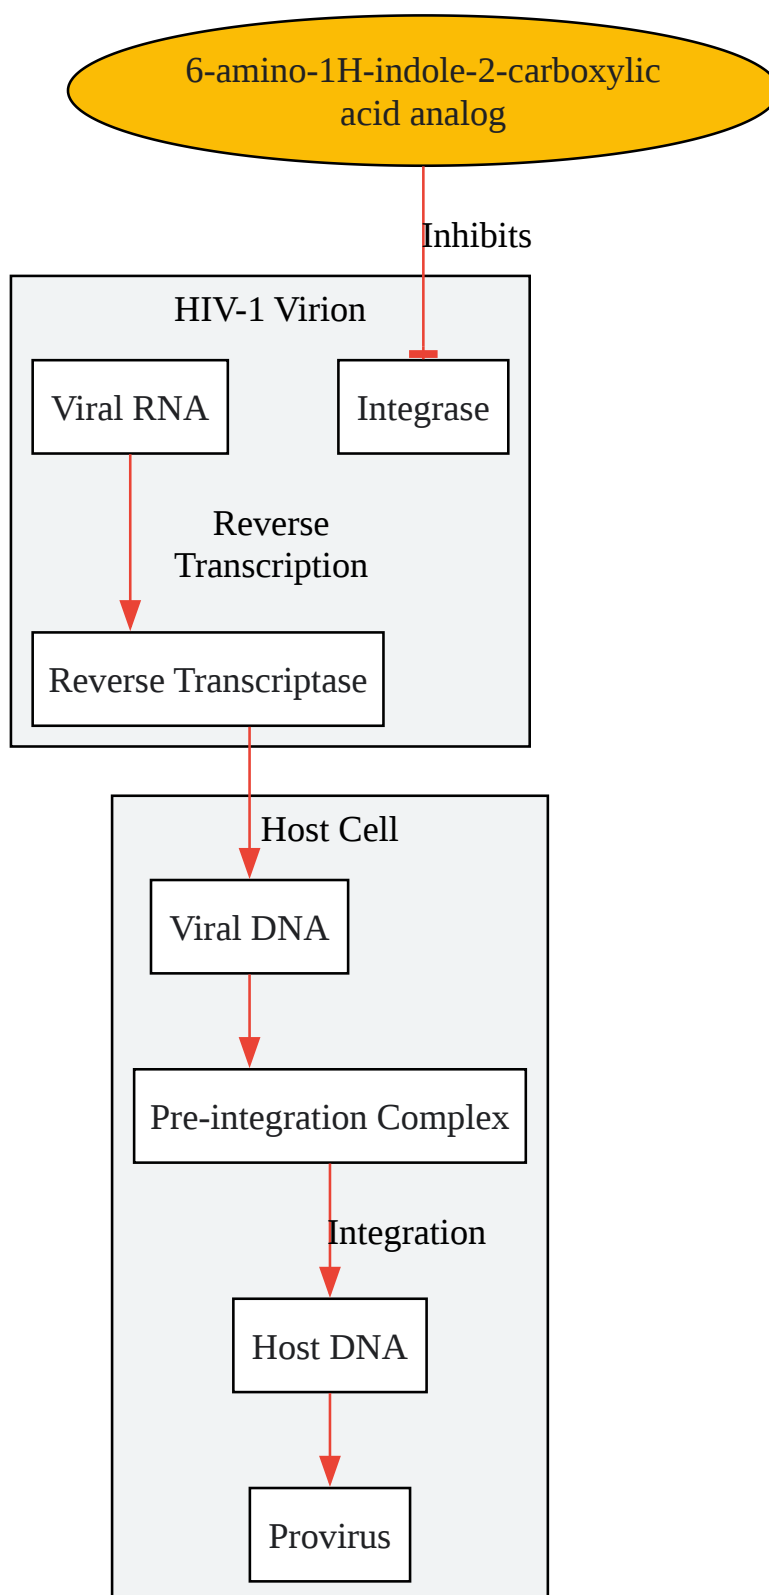 6-amino-1H-indole-2-carboxylic
acid analog
Inhibits
HIV-1 Virion
Viral RNA
Integrase
Reverse
Transcription
Reverse Transcriptase
Host Cell
Viral DNA
Pre-integration Complex
Integration
Host DNA
Provirus